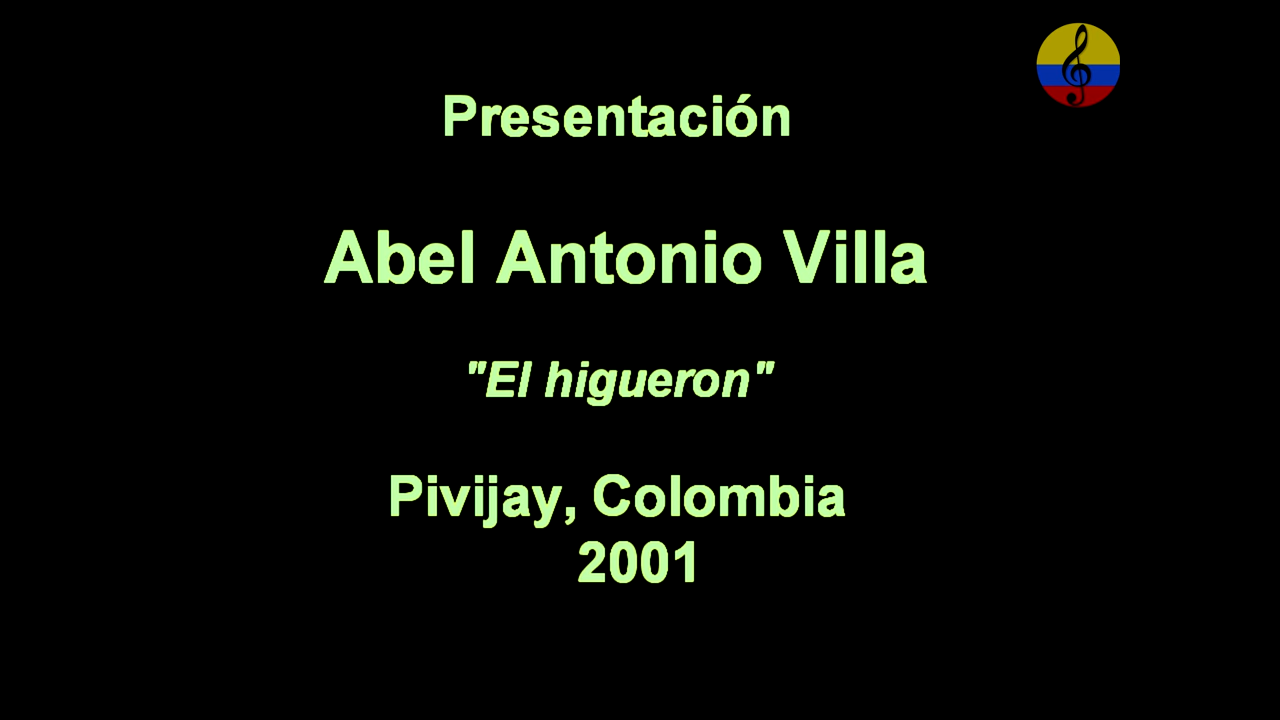 Presentación
Abel Antonio Villa
"El higueron"
Pivijay, Colombia
2001